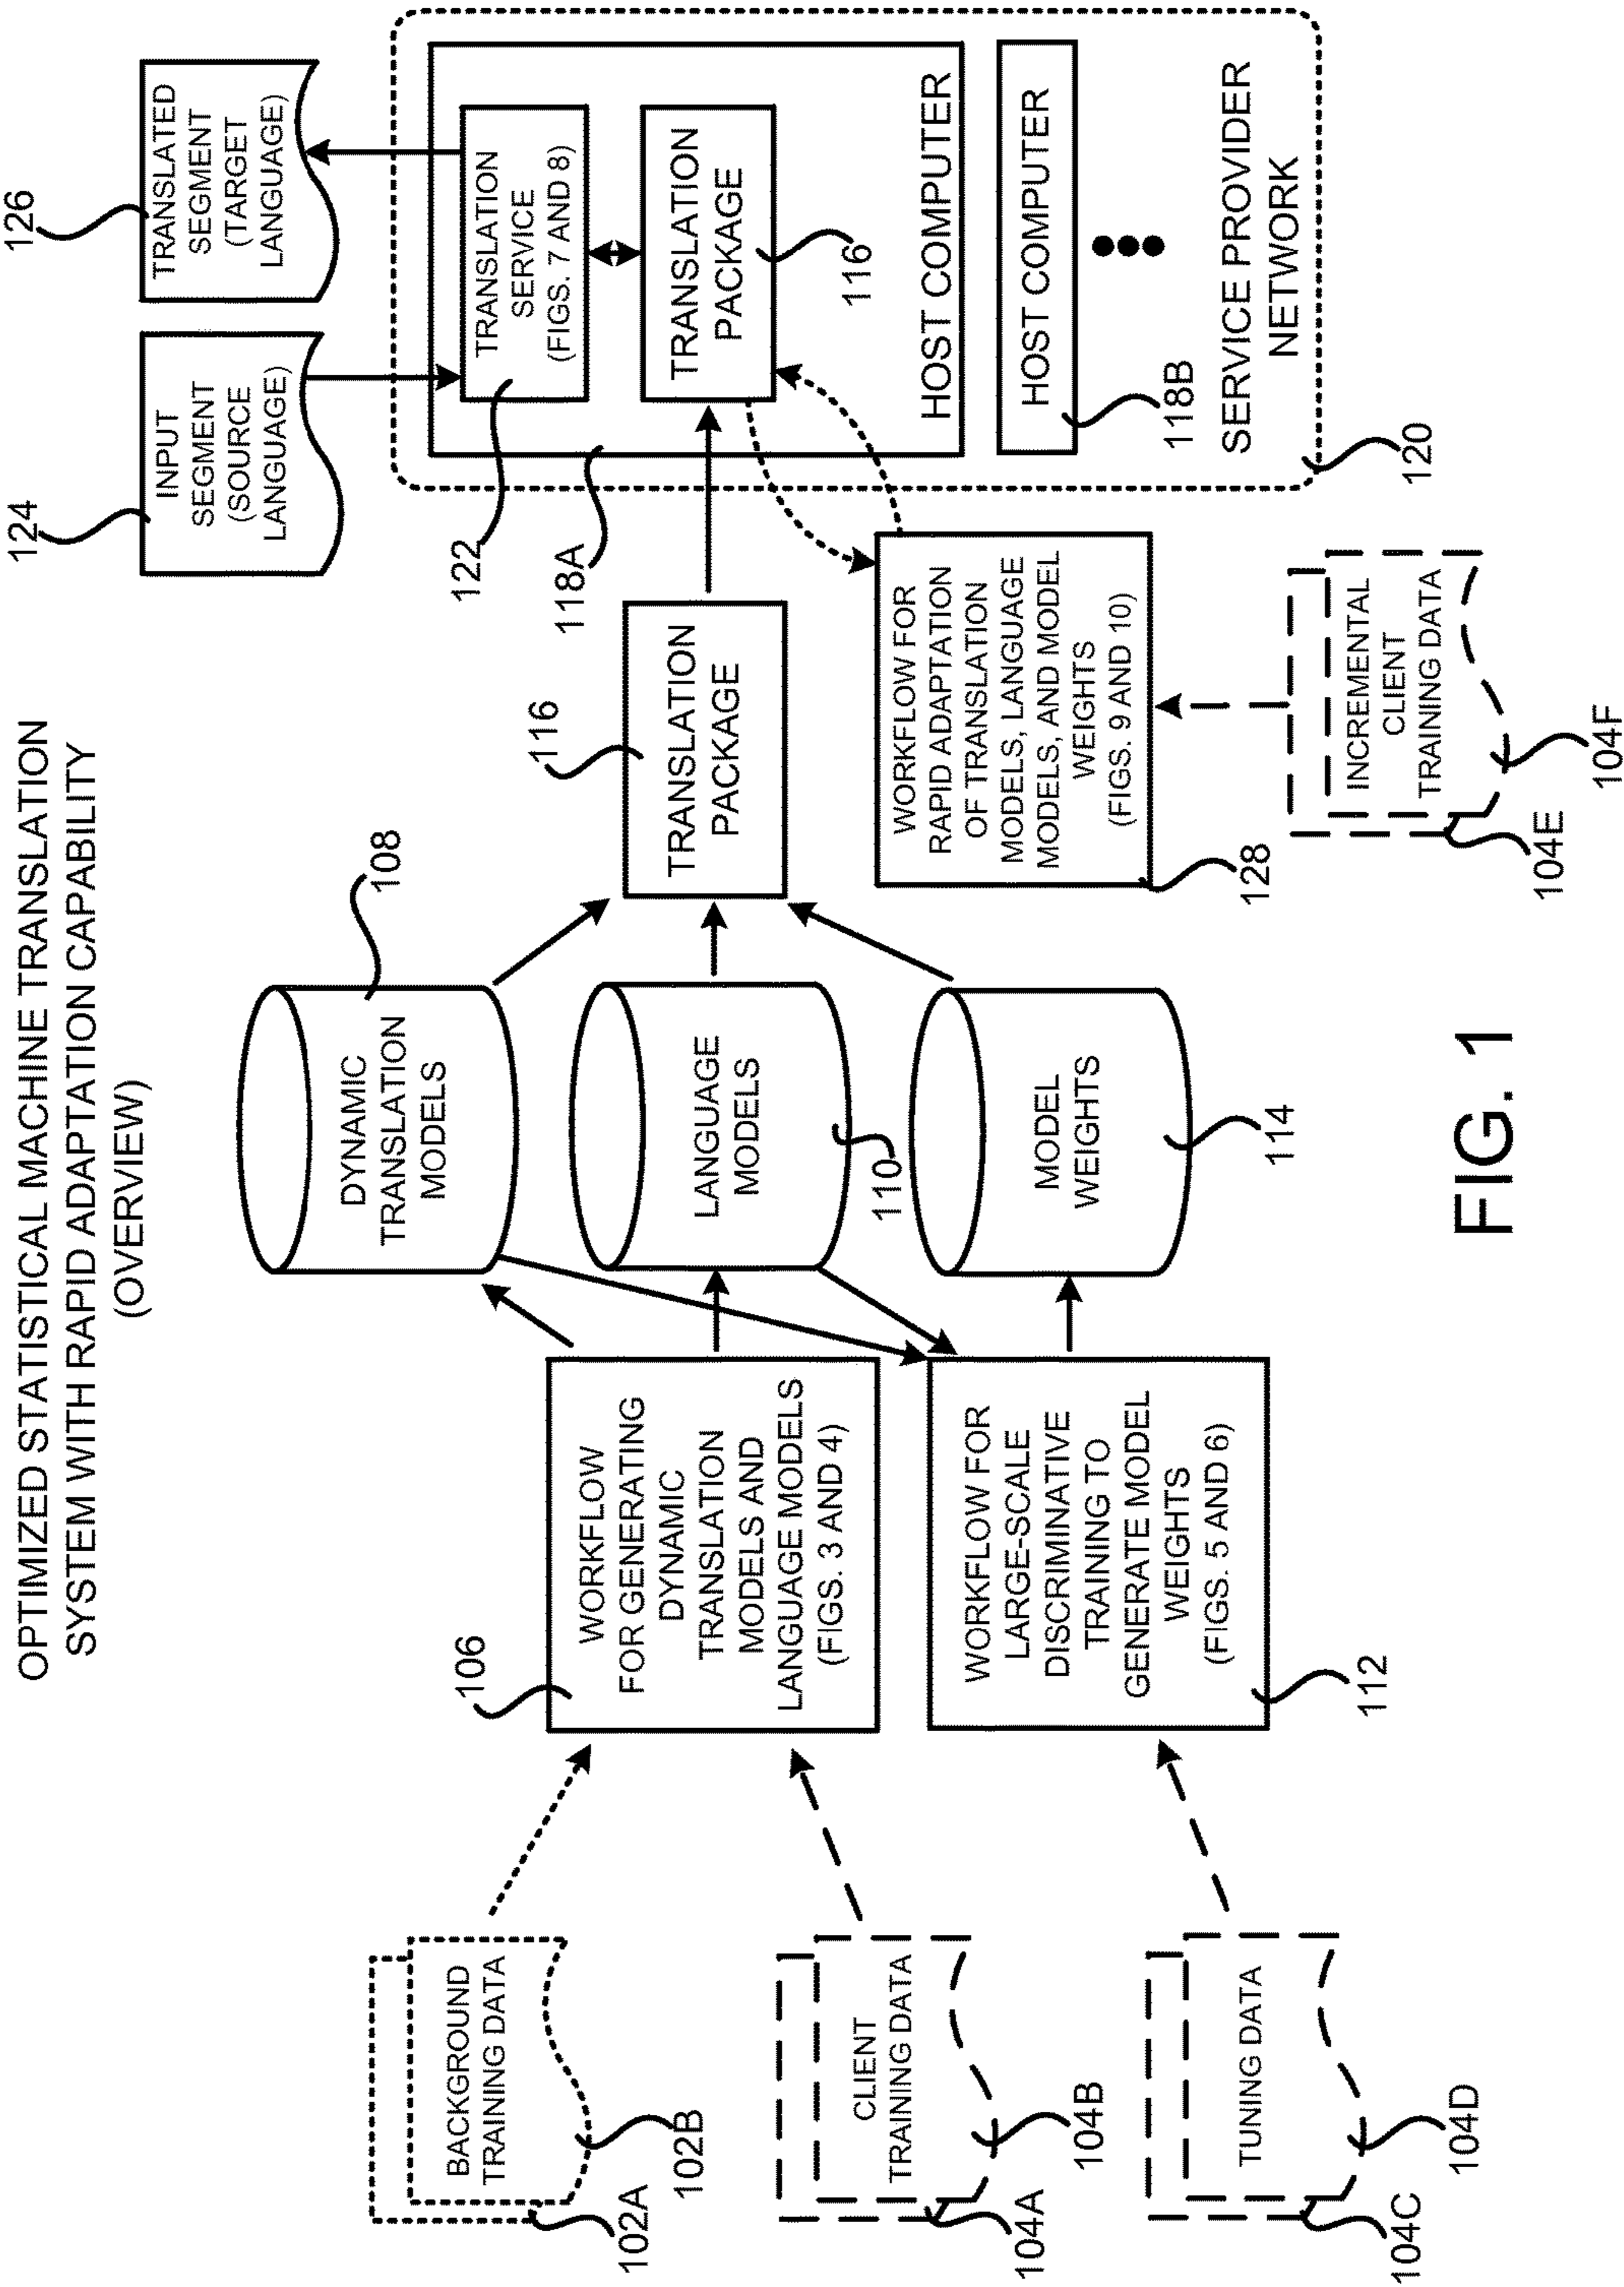 OPTIMIZED STATISTICAL MACHINE TRANSLATION
SYSTEM WITH RAPID ADAPTATION CAPABILITY
(OVERVIEW)
BACKGROUND
TRAINING DATA
102A
102B
CLIENT
TRAINING DATA
104A
104B
TUNING DATA
104C
104D
106
WORKFLOW
FOR GENERATING
DYNAMIC
TRANSLATION
MODELS AND
LANGUAGE MODELS
(FIGS. 3 AND 4)
WORKFLOW FOR
LARGE-SCALE
DISCRIMINATIVE
TRAINING TO
GENERATE MODEL
WEIGHTS
(FIGS. 5 AND 6)
112
108
DYNAMIC
TRANSLATION
MODELS
LANGUAGE
MODELS
110
MODEL
WEIGHTS
114
116
TRANSLATION
PACKAGE
WORKFLOW FOR
RAPID ADAPTATION
OF TRANSLATION
MODELS, LANGUAGE
MODELS, AND MODEL
WEIGHTS
(FIGS. 9 AND 10)
128
INCREMENTAL
CLIENT
TRAINING DATA
104E
104F
124
INPUT
SEGMENT
(SOURCE
LANGUAGE)
126
TRANSLATED
SEGMENT
(TARGET
LANGUAGE)
122
TRANSLATION
SERVICE
(FIGS. 7 AND 8)
118A
TRANSLATION
PACKAGE
116
HOST COMPUTER
HOST COMPUTER
118B
SERVICE PROVIDER
NETWORK
120
FIG. 1